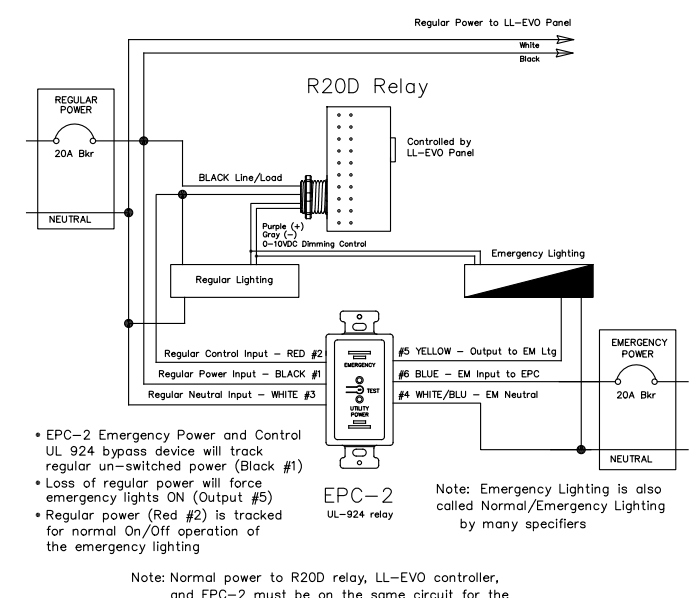 Regular Power to LL-EVO Panel
White
Black
R20D Relay
REGULAR
POWER
20A Bkr
NEUTRAL
Controlled by
LL-EVO Panel
BLACK Line/Load
Purple (+)
Gray (-)
0-10VDC Dimming Control
Regular Lighting
Emergency Lighting
Regular Control Input - RED #2
Regular Power Input - BLACK #1
Regular Neutral Input - WHITE #3
EMERGENCY
TEST
UTILITY
POWER
#5 YELLOW - Output to EM Ltg
#6 BLUE - EM Input to EPC
#4 WHITE/BLU - EM Neutral
EMERGENCY
POWER
20A Bkr
NEUTRAL
• EPC-2 Emergency Power and Control
UL 924 bypass device will track
regular un-switched power (Black #1)
• Loss of regular power will force
emergency lights ON (Output #5)
• Regular power (Red #2) is tracked
for normal On/Off operation of
the emergency lighting
EPC-2
UL-924 relay
Note: Emergency Lighting is also
called Normal/Emergency Lighting
by many specifiers
Note: Normal power to R20D relay, LL-EVO controller,
and EPC-2 must be on the same circuit for the